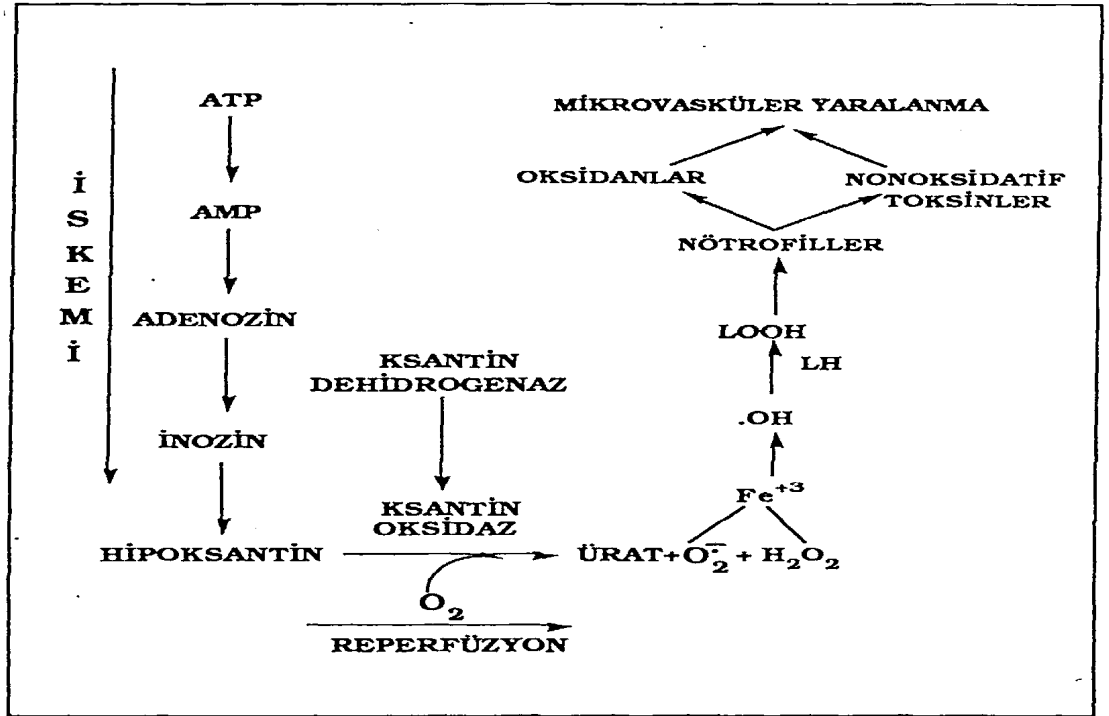 İSKEMİ
ATP
AMP
ADENOZİN
İNOZİN
HİPOKSANTİN
KSANTİN
DEHİDROGENAZ
KSANTİN
OKSİDAZ
O₂
REPERFÜZYON
ÜRAT+O₂⁻̇ + H₂O₂
Fe⁺³
.OH
LH
LOOH
NÖTROFİLLER
OKSİDANLAR
NONOKSİDATİF
TOKSİNLER
MİKROVASKÜLER YARALANMA